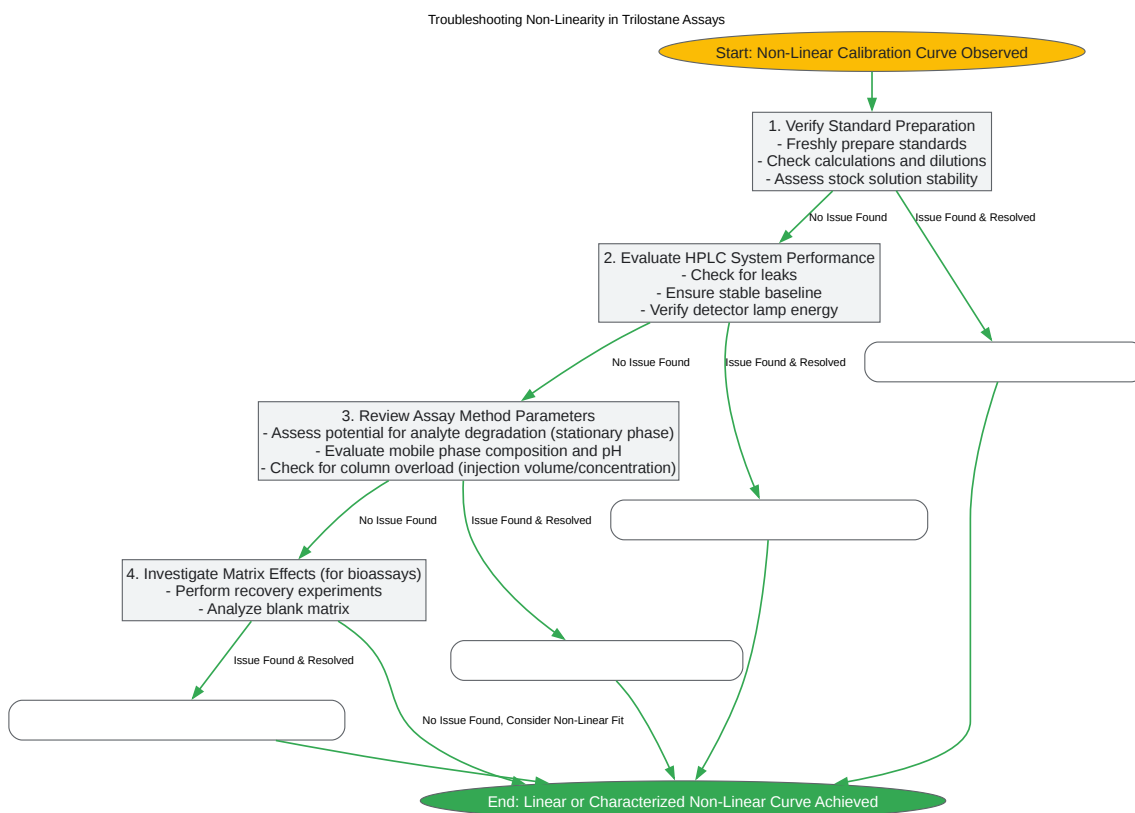 Troubleshooting Non-Linearity in Trilostane Assays
Start: Non-Linear Calibration Curve Observed
1. Verify Standard Preparation
- Freshly prepare standards
- Check calculations and dilutions
- Assess stock solution stability
No Issue Found
Issue Found & Resolved
2. Evaluate HPLC System Performance
- Check for leaks
- Ensure stable baseline
- Verify detector lamp energy
No Issue Found
Issue Found & Resolved
3. Review Assay Method Parameters
- Assess potential for analyte degradation (stationary phase)
- Evaluate mobile phase composition and pH
- Check for column overload (injection volume/concentration)
No Issue Found
Issue Found & Resolved
4. Investigate Matrix Effects (for bioassays)
- Perform recovery experiments
- Analyze blank matrix
Issue Found & Resolved
No Issue Found, Consider Non-Linear Fit
End: Linear or Characterized Non-Linear Curve Achieved